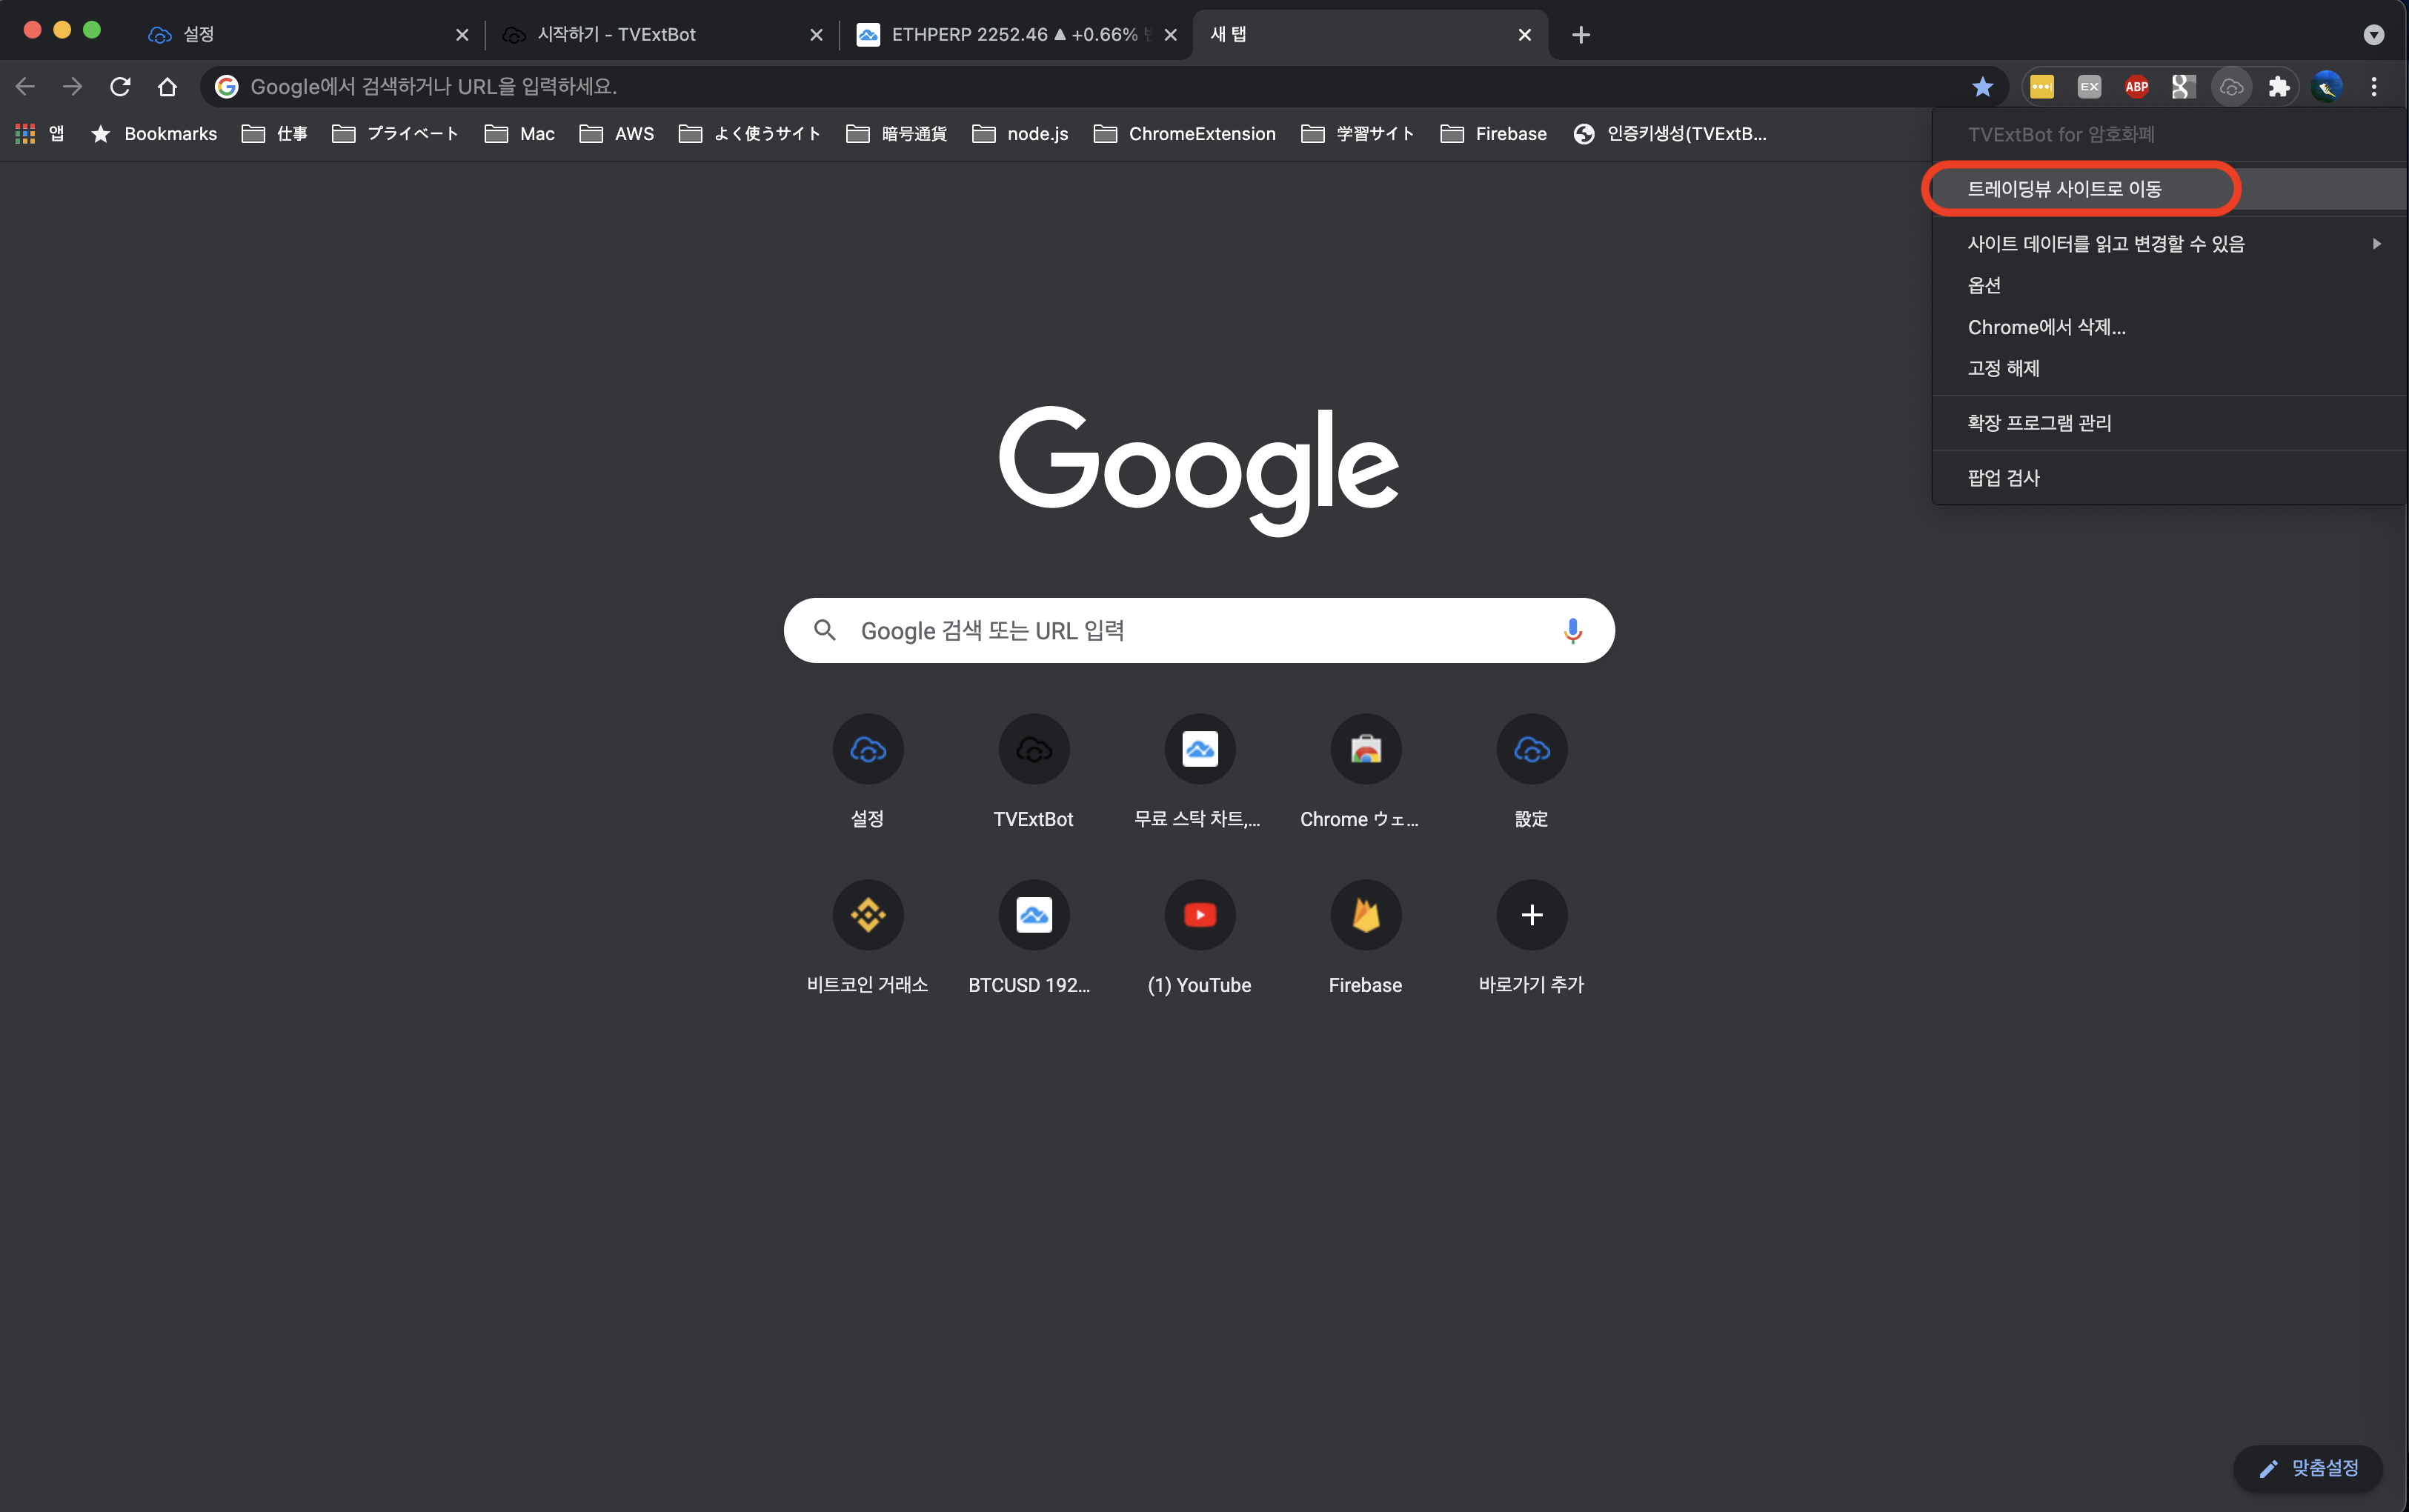 설정
시작하기 - TVExtBot
ETHPERP 2252.46 ▲ +0.66%
새 탭
Google에서 검색하거나 URL을 입력하세요.
EX
ABP
앱
Bookmarks
仕事
プライベート
Mac
AWS
よく使うサイト
暗号通貨
node.js
ChromeExtension
学習サイト
Firebase
인증키생성(TVExtB...
TVExtBot for 암호화폐
트레이딩뷰 사이트로 이동
사이트 데이터를 읽고 변경할 수 있음
옵션
Chrome에서 삭제...
고정 해제
확장 프로그램 관리
팝업 검사
Google
Google 검색 또는 URL 입력
설정
TVExtBot
무료 스탁 차트,...
Chrome ウェ...
設定
비트코인 거래소
BTCUSD 192...
(1) YouTube
Firebase
바로가기 추가
맞춤설정